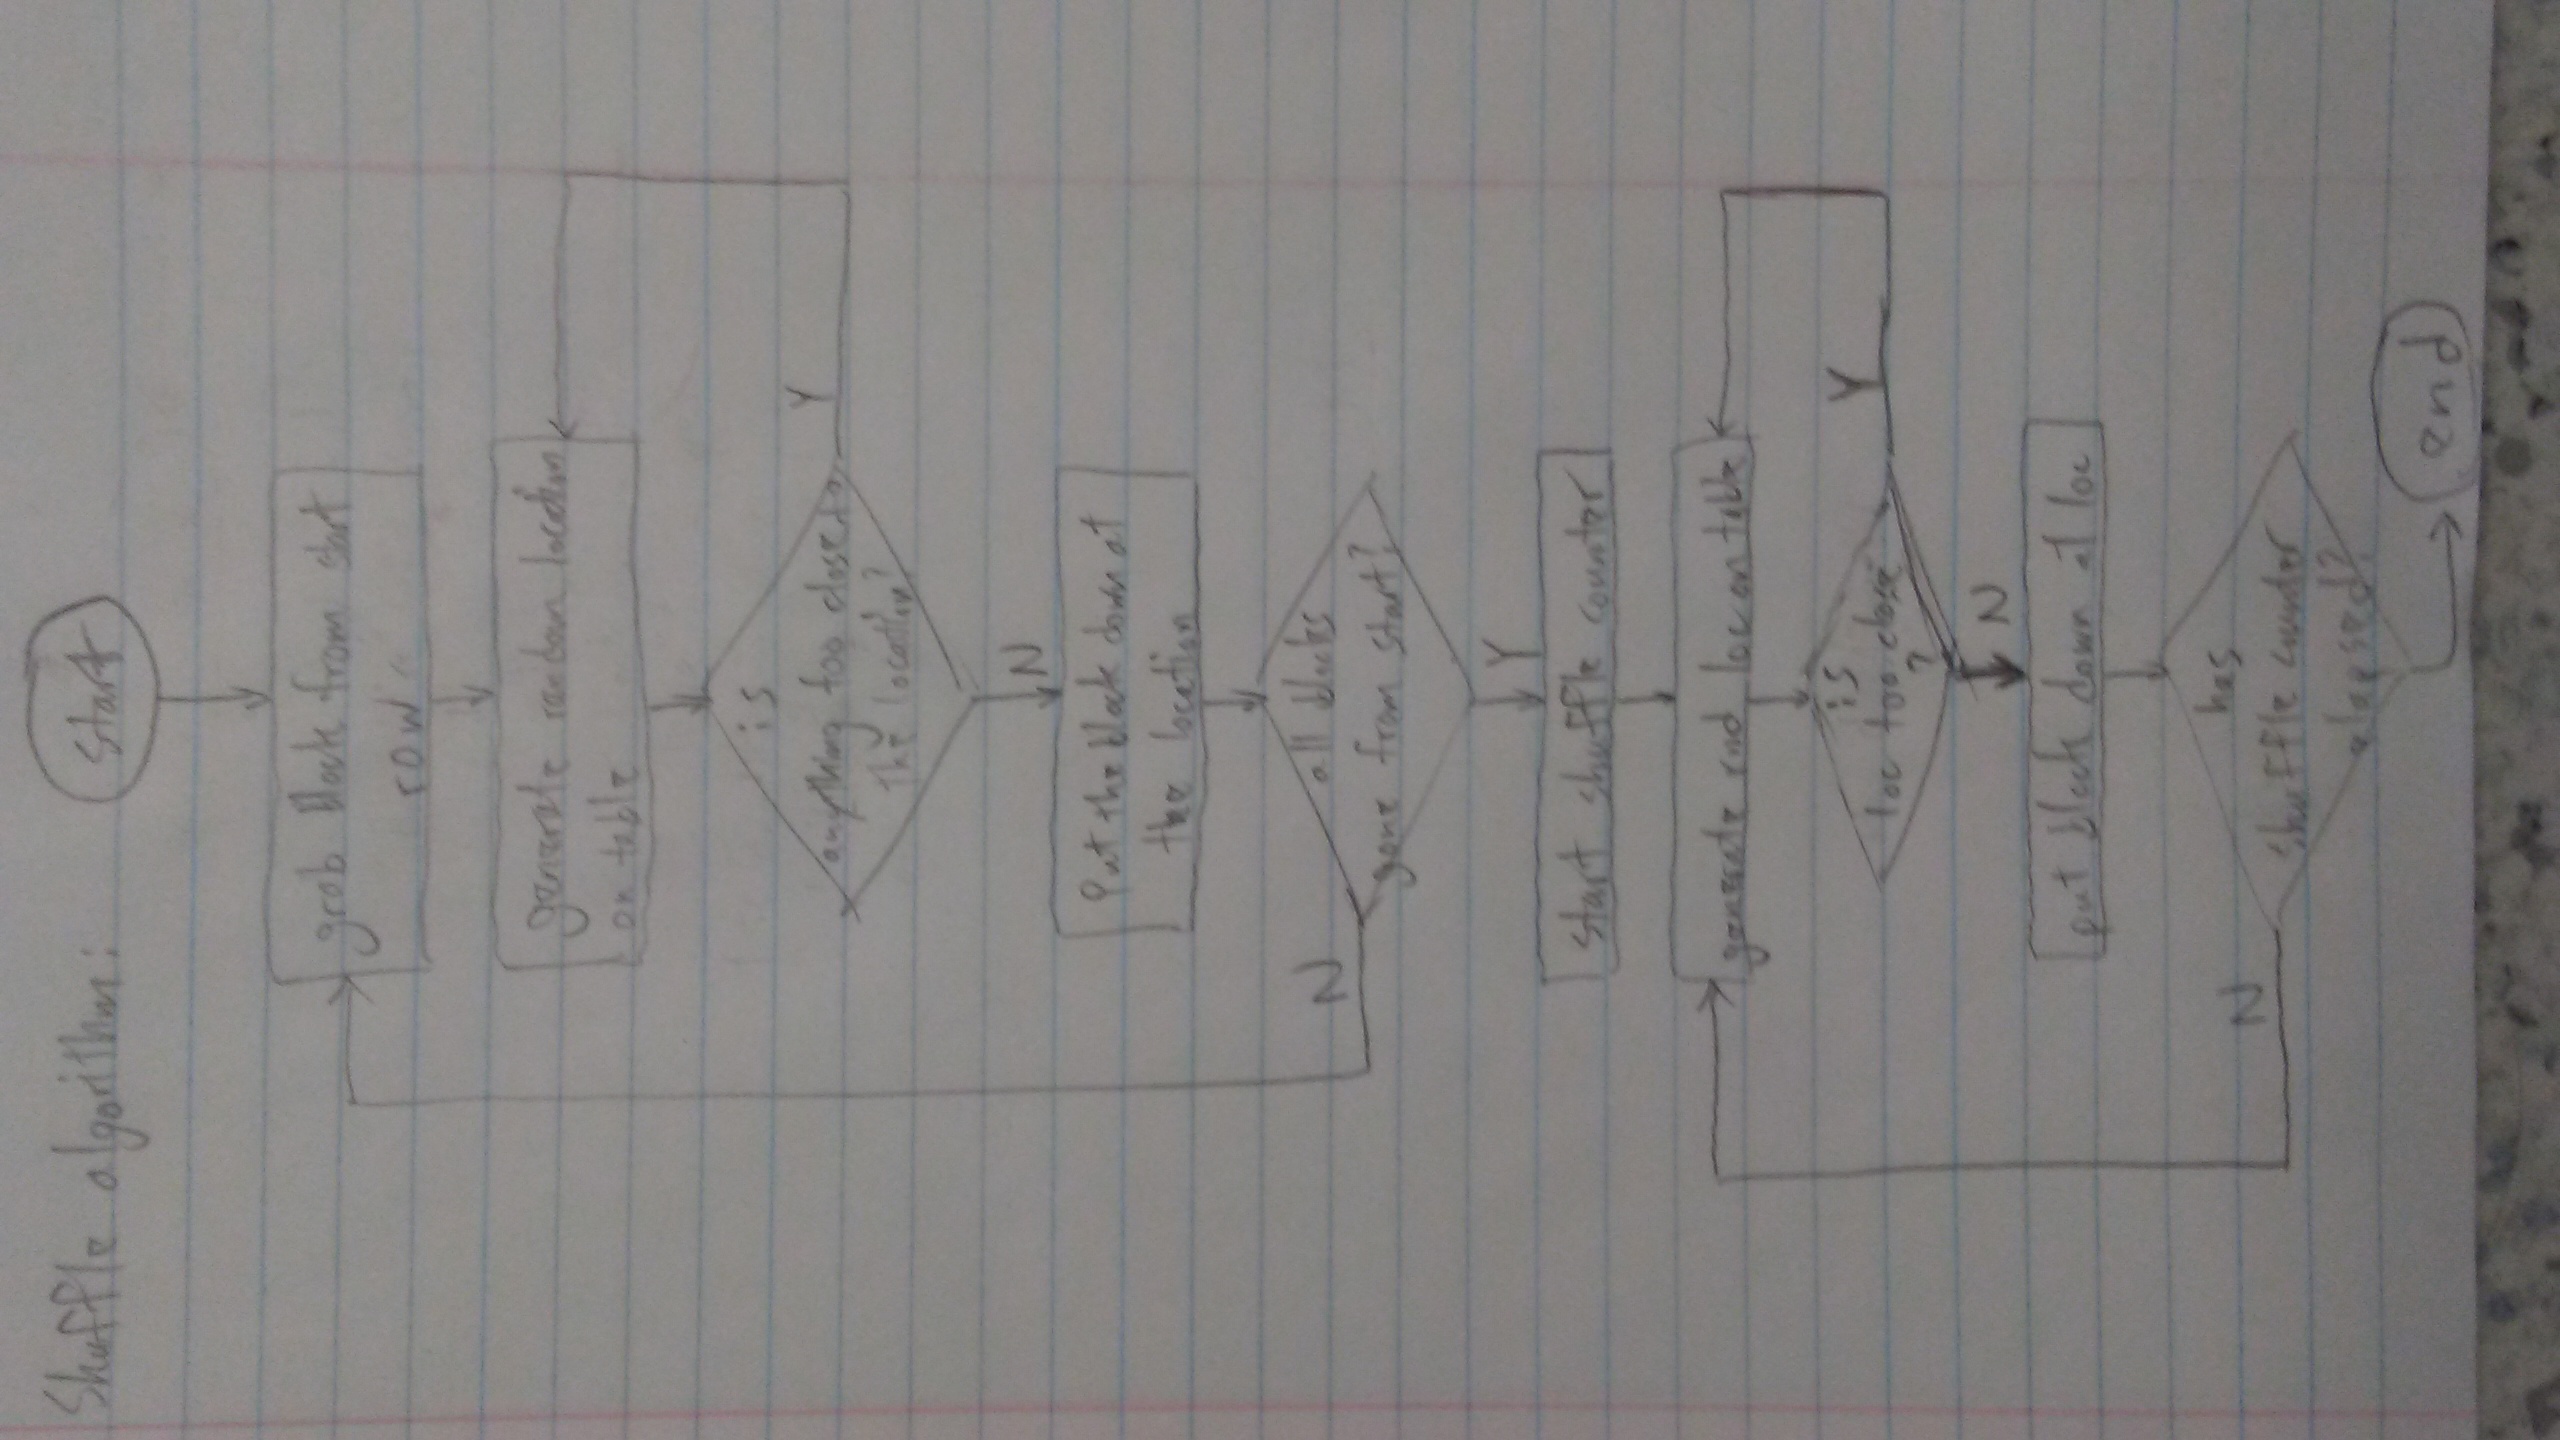 Shuffle algorithm:
start
grab block from start
row
generate random location
on table
is
anything too close to
the location?
Y
N
Put the block down at
the location
all blocks
gone from start?
N
Y
start shuffle counter
generate rnd loc on table
is
loc too close
?
Y
N
put block down at loc
has
shuffle counter
elapsed?
N
end